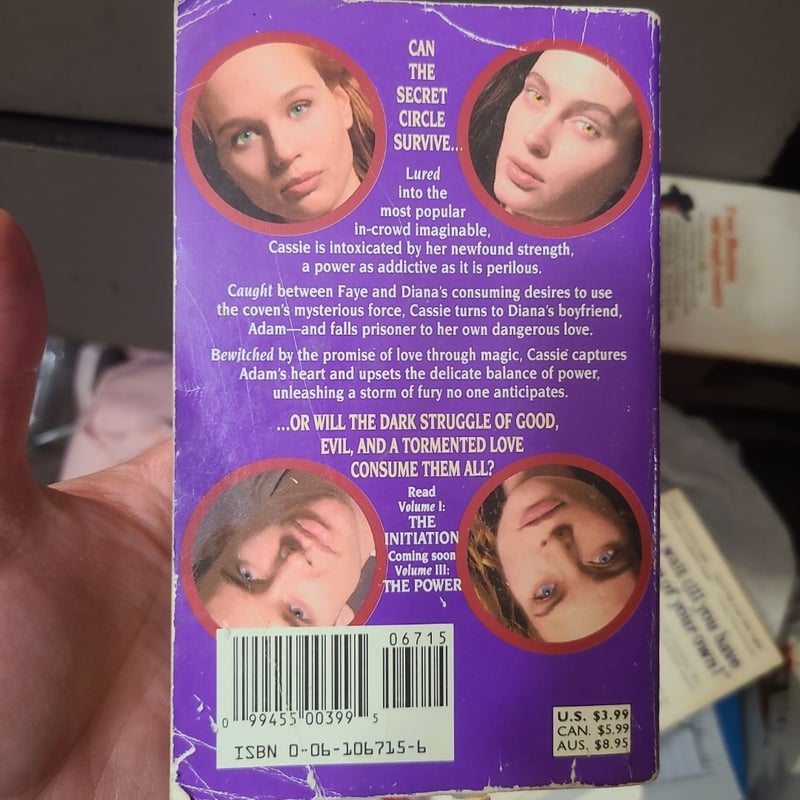 CAN
THE
SECRET
CIRCLE
SURVIVE...
Lured
into the
most popular
in-crowd imaginable,
Cassie is intoxicated by her newfound strength,
a power as addictive as it is perilous.
Caught between Faye and Diana's consuming desires to use
the coven's mysterious force, Cassie turns to Diana's boyfriend,
Adam—and falls prisoner to her own dangerous love.
Bewitched by the promise of love through magic, Cassie captures
Adam's heart and upsets the delicate balance of power,
unleashing a storm of fury no one anticipates.
...OR WILL THE DARK STRUGGLE OF GOOD,
EVIL, AND A TORMENTED LOVE
CONSUME THEM ALL?
Read
Volume I:
THE
INITIATION
Coming soon
Volume III:
THE POWER
06715
0 99455 00399 5
ISBN 0-06-106715-6
U.S. $3.99
CAN. $5.99
AUS. $8.95
of your own!"